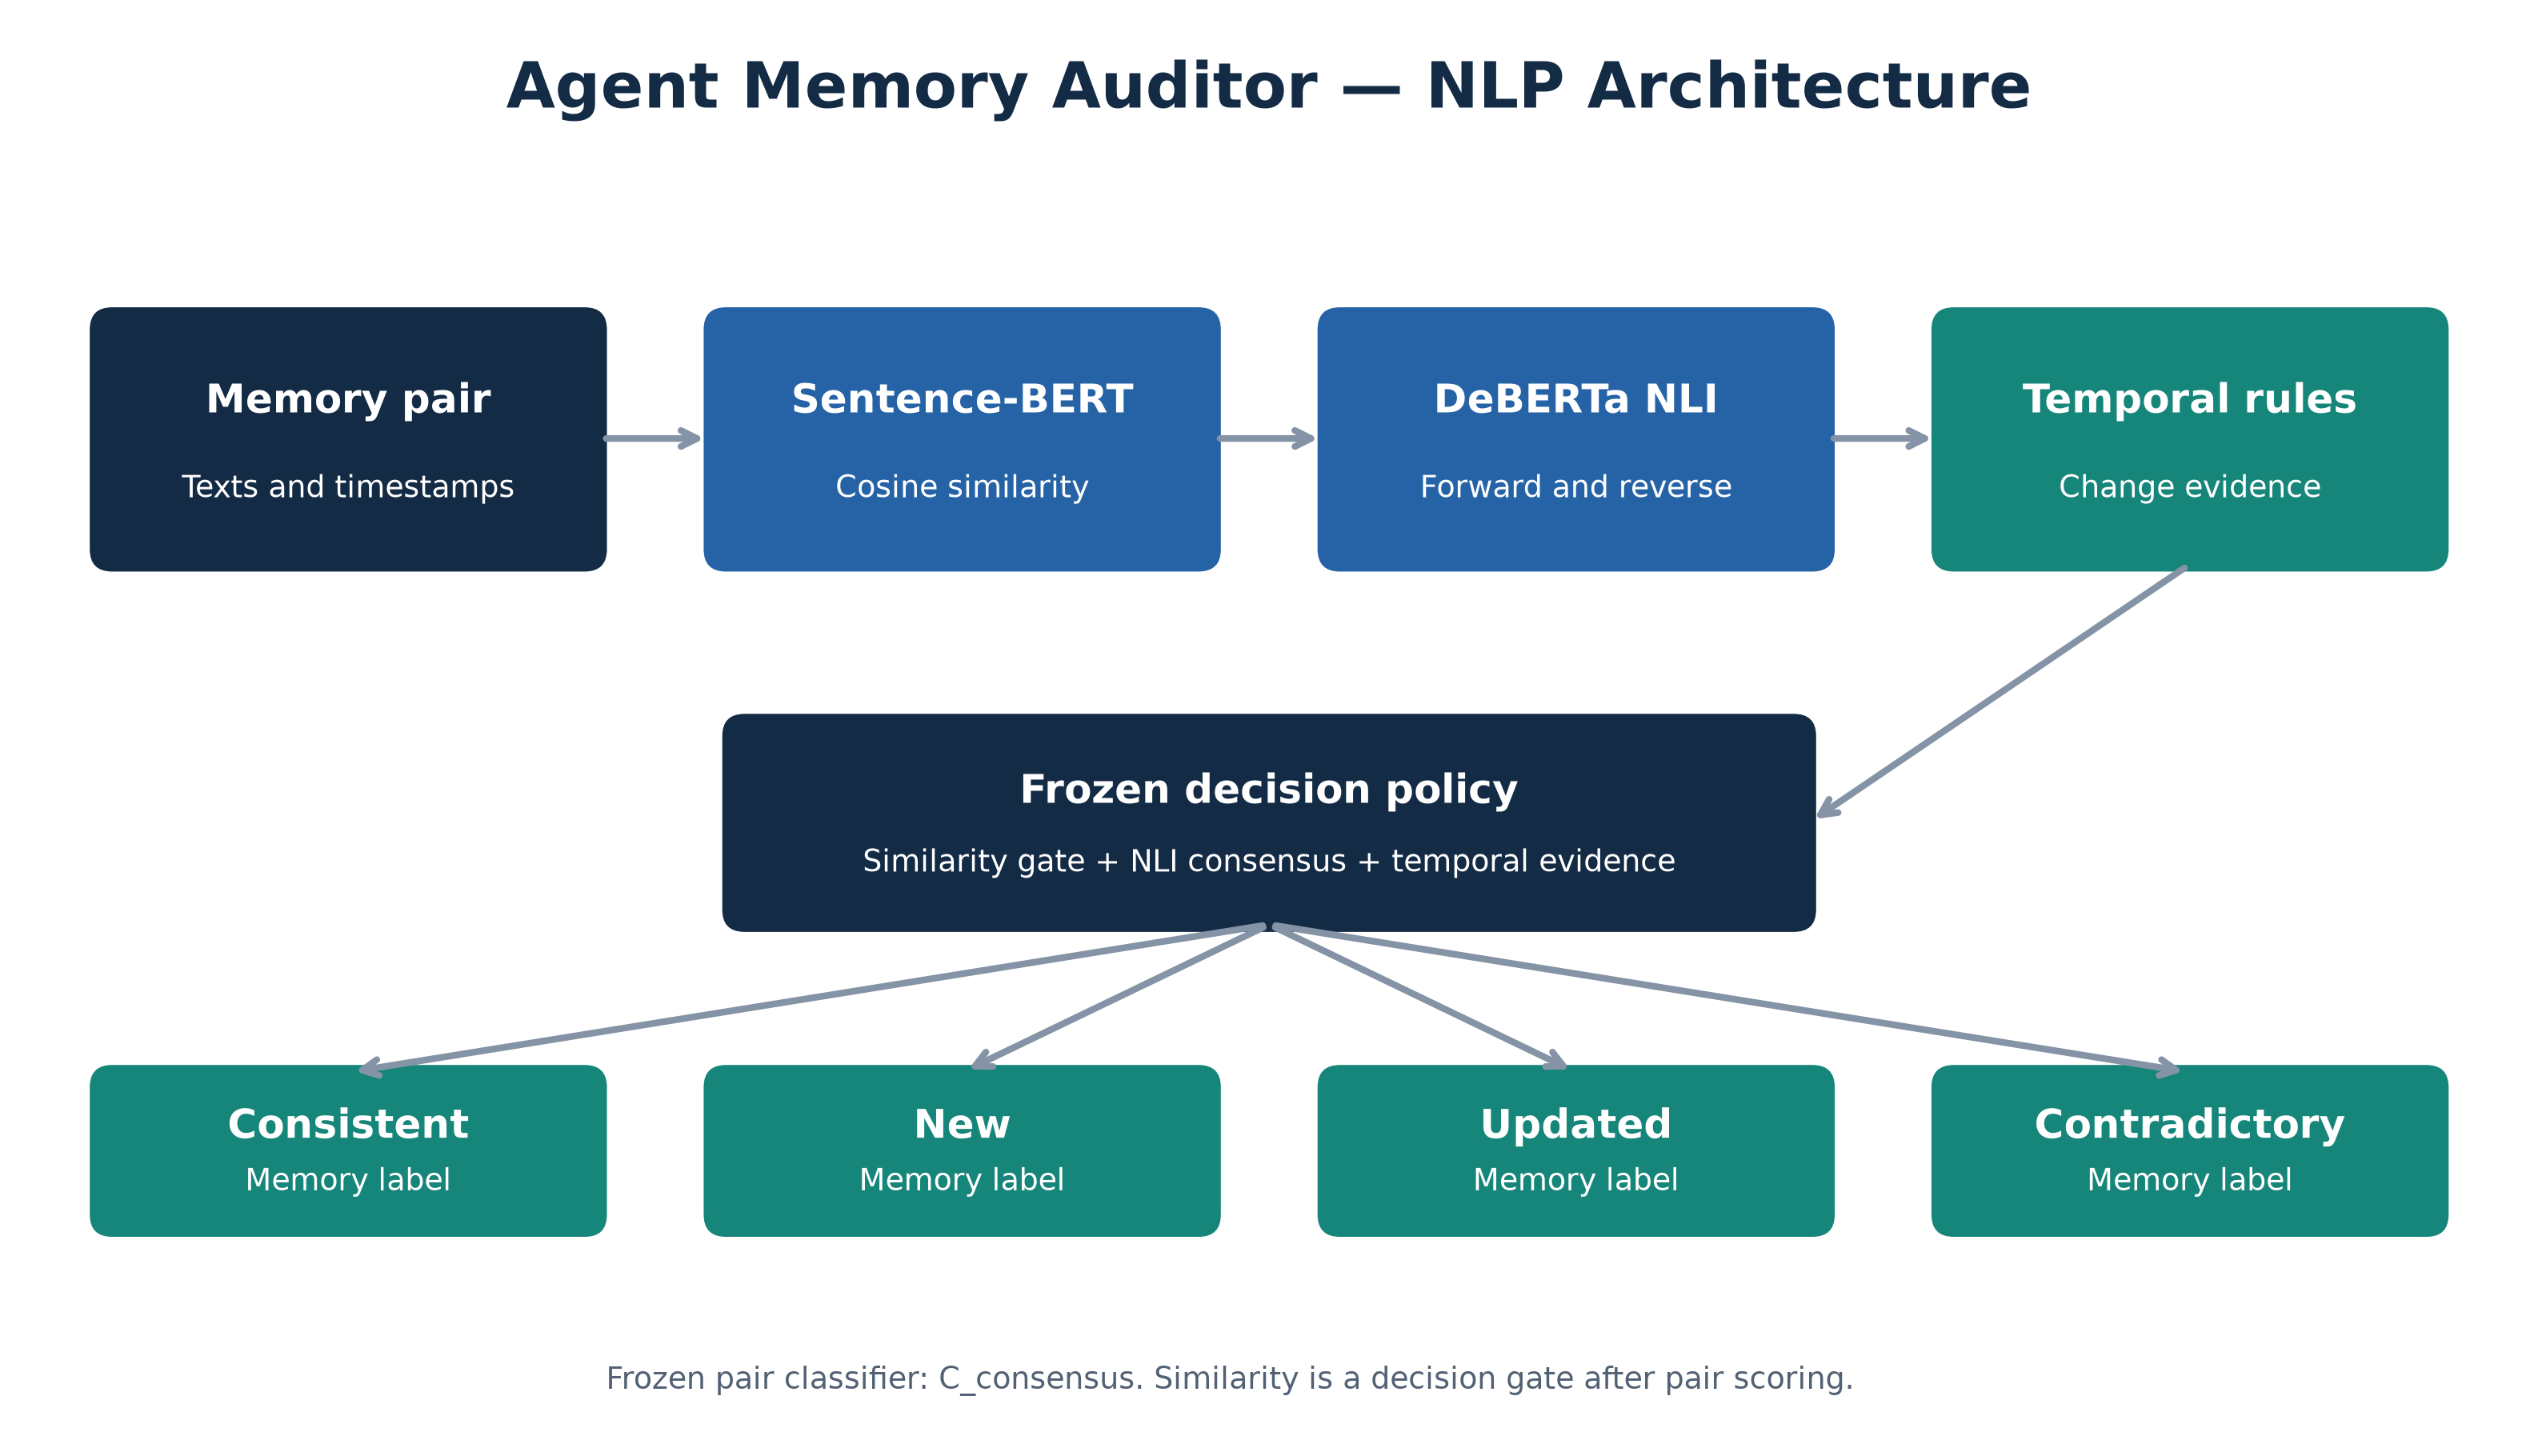 Agent Memory Auditor — NLP Architecture
Memory pair
Texts and timestamps
Sentence-BERT
Cosine similarity
DeBERTa NLI
Forward and reverse
Temporal rules
Change evidence
Frozen decision policy
Similarity gate + NLI consensus + temporal evidence
Consistent
Memory label
New
Memory label
Updated
Memory label
Contradictory
Memory label
Frozen pair classifier: C_consensus. Similarity is a decision gate after pair scoring.